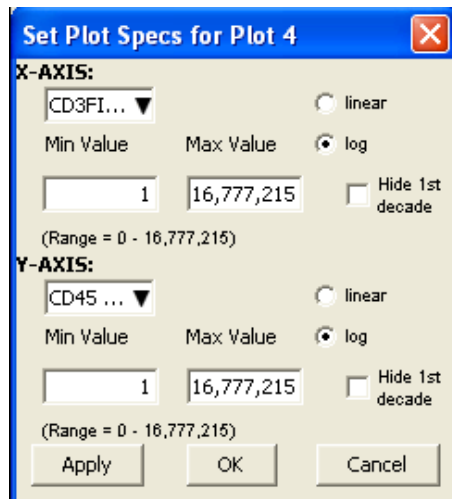 Set Plot Specs for Plot 4
X-AXIS:
CD3FI... ▼
linear
Min Value Max Value log
1 16,777,215 Hide 1st
decade
(Range = 0 - 16,777,215)
Y-AXIS:
CD45 ... ▼
linear
Min Value Max Value log
1 16,777,215 Hide 1st
decade
(Range = 0 - 16,777,215)
Apply OK Cancel